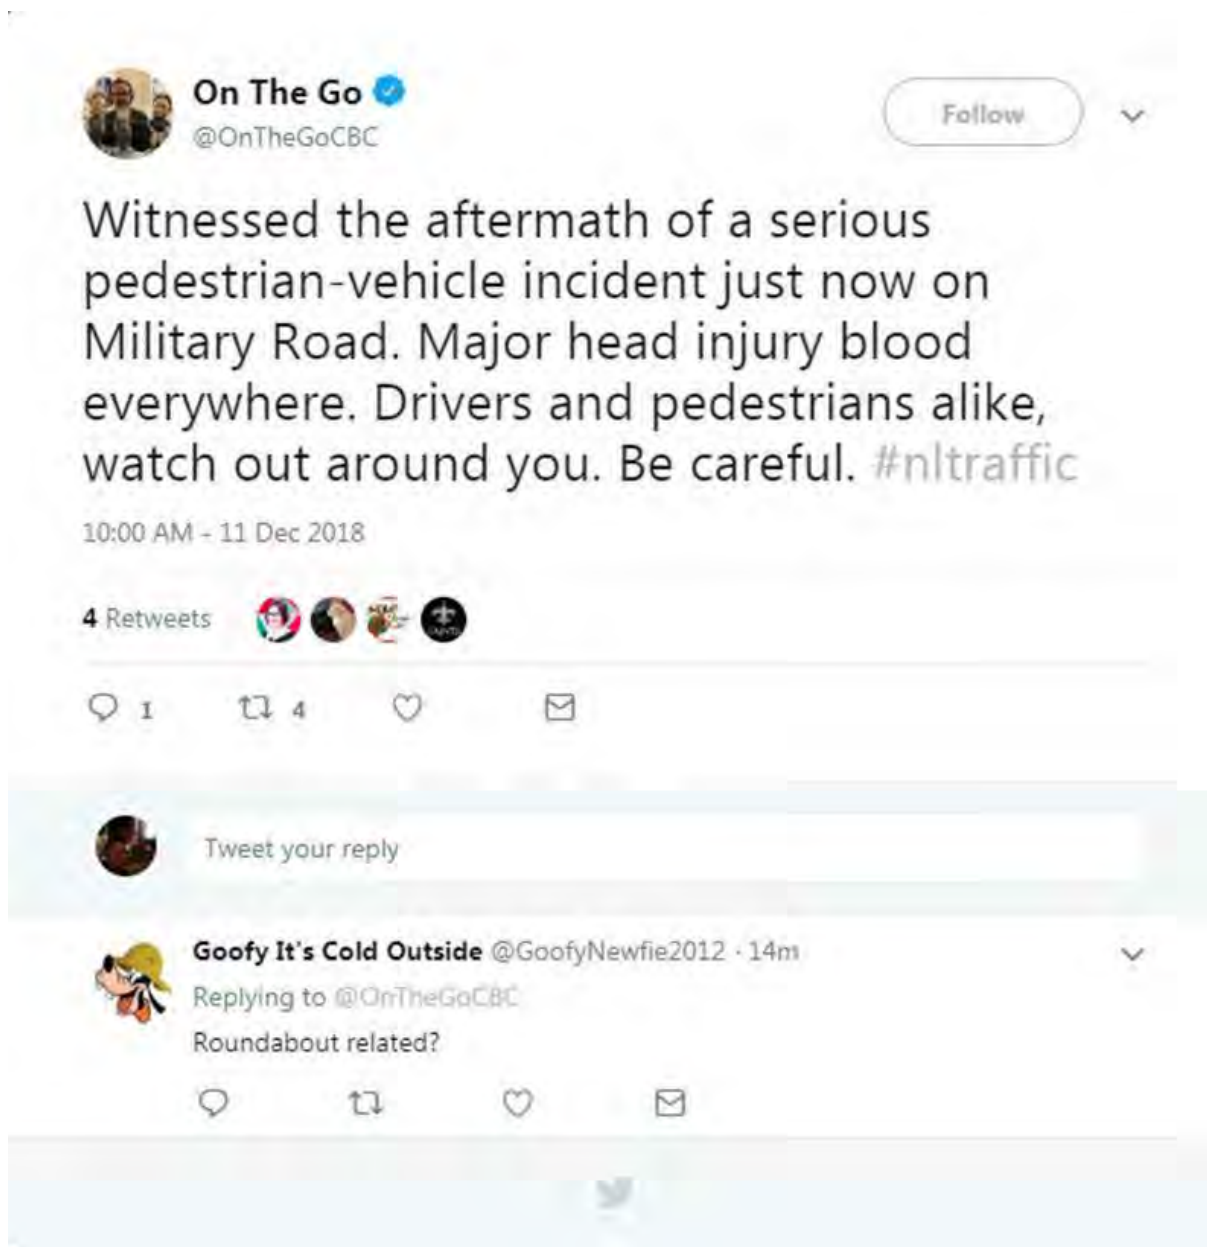 On The Go
@OnTheGoCBC
Follow
Witnessed the aftermath of a serious
pedestrian-vehicle incident just now on
Military Road. Major head injury blood
everywhere. Drivers and pedestrians alike,
watch out around you. Be careful. #nltraffic
10:00 AM - 11 Dec 2018
4 Retweets
SAINTS
1 4
Tweet your reply
Goofy It's Cold Outside @GoofyNewfie2012 · 14m
Replying to @OnTheGoCBC
Roundabout related?